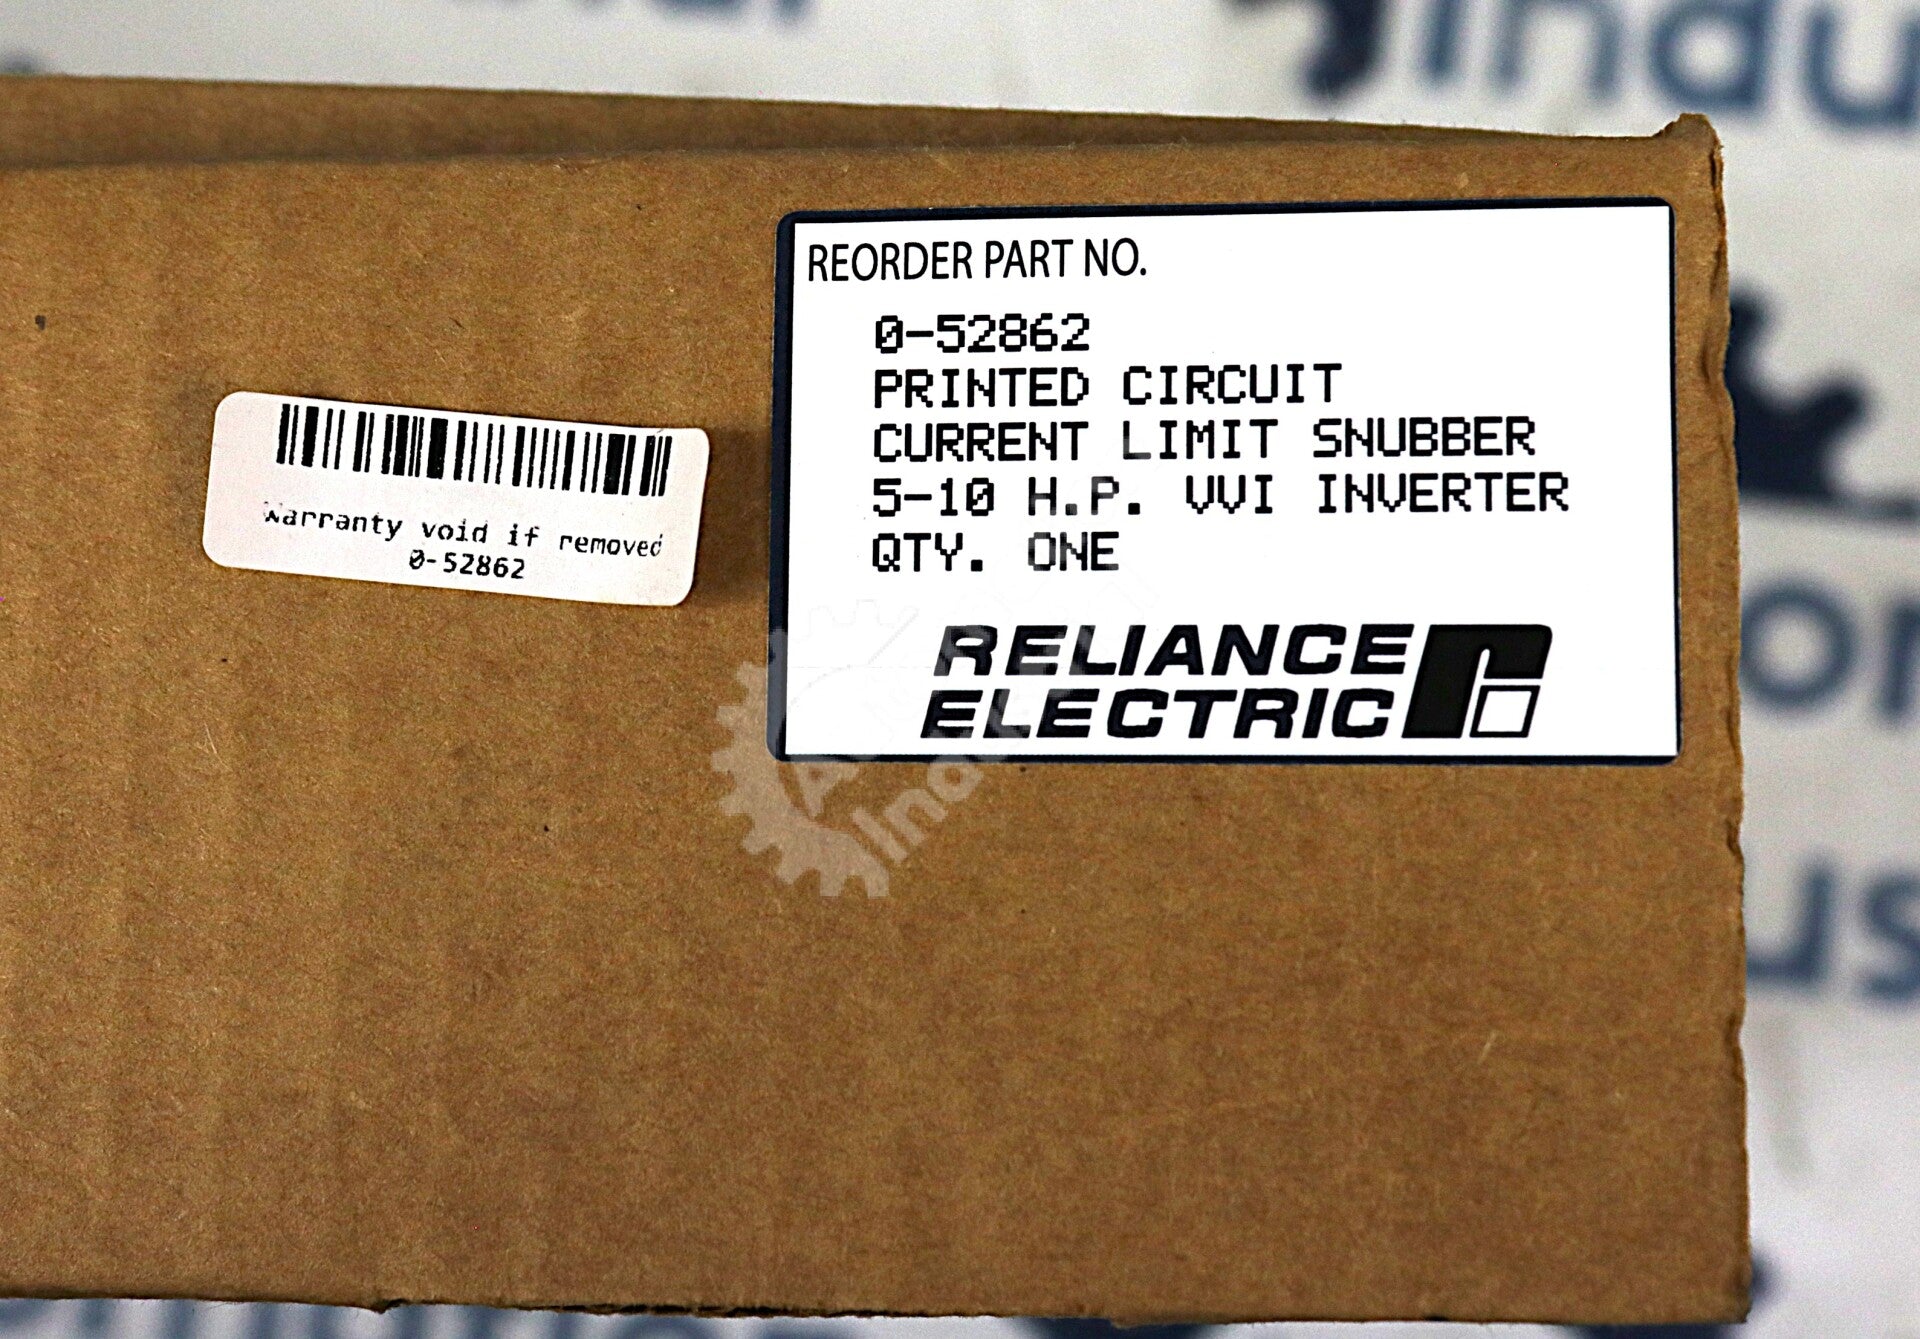 REORDER PART NO.
0-52862
PRINTED CIRCUIT
CURRENT LIMIT SNUBBER
5-10 H.P. VVI INVERTER
QTY. ONE
RELIANCE
ELECTRIC
Warranty void if removed
0-52862